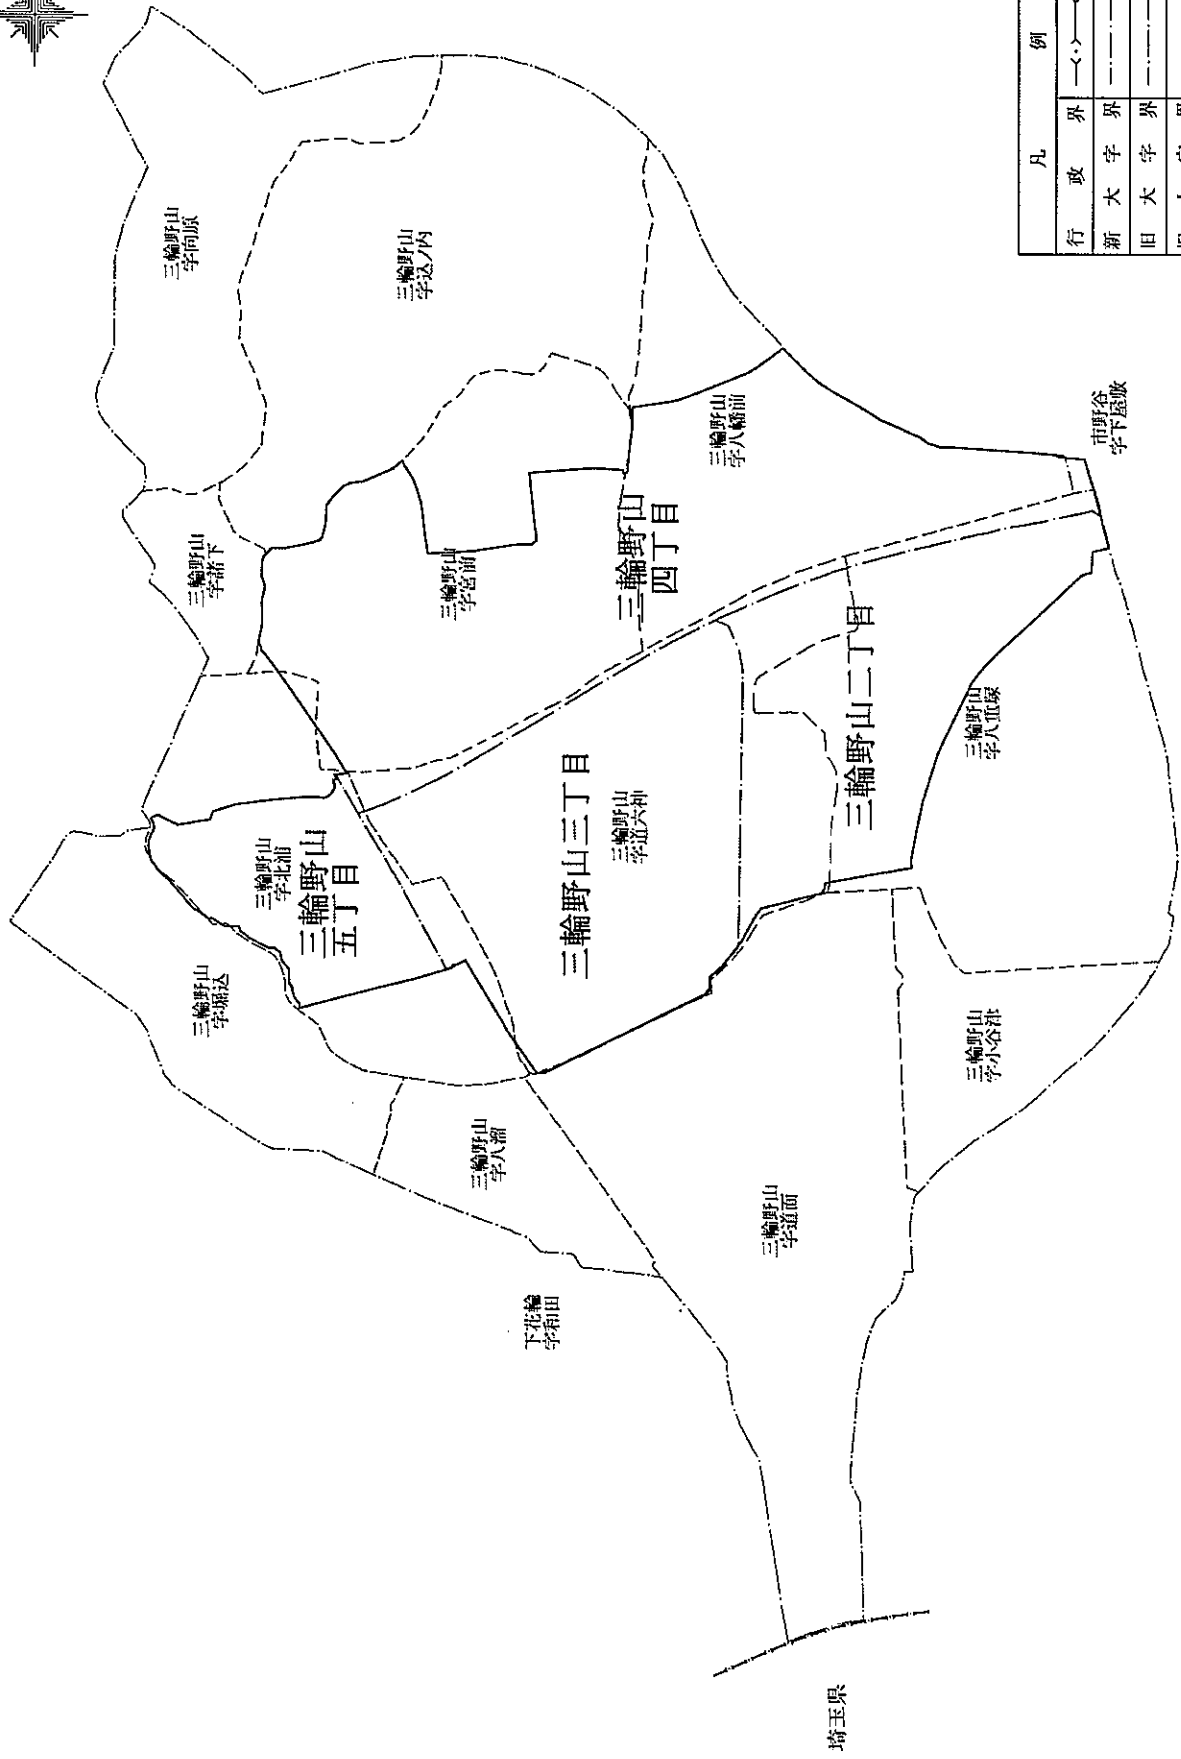 三輪野山
字向原
三輪野山
字込ノ内
三輪野山
字諸下
三輪野山
字宮前
三輪野山
字八幡前
三輪野山
四丁目
市野谷
字下屋敷
三輪野山
字北浦
三輪野山
五丁目
三輪野山三丁目
三輪野山
字道六神
三輪野山二丁目
三輪野山
字八重塚
三輪野山
字堀込
三輪野山
字八溜
三輪野山
字道面
三輪野山
字小谷津
下花輪
字和田
埼玉県
凡例
行政界
新大字界
旧大字界